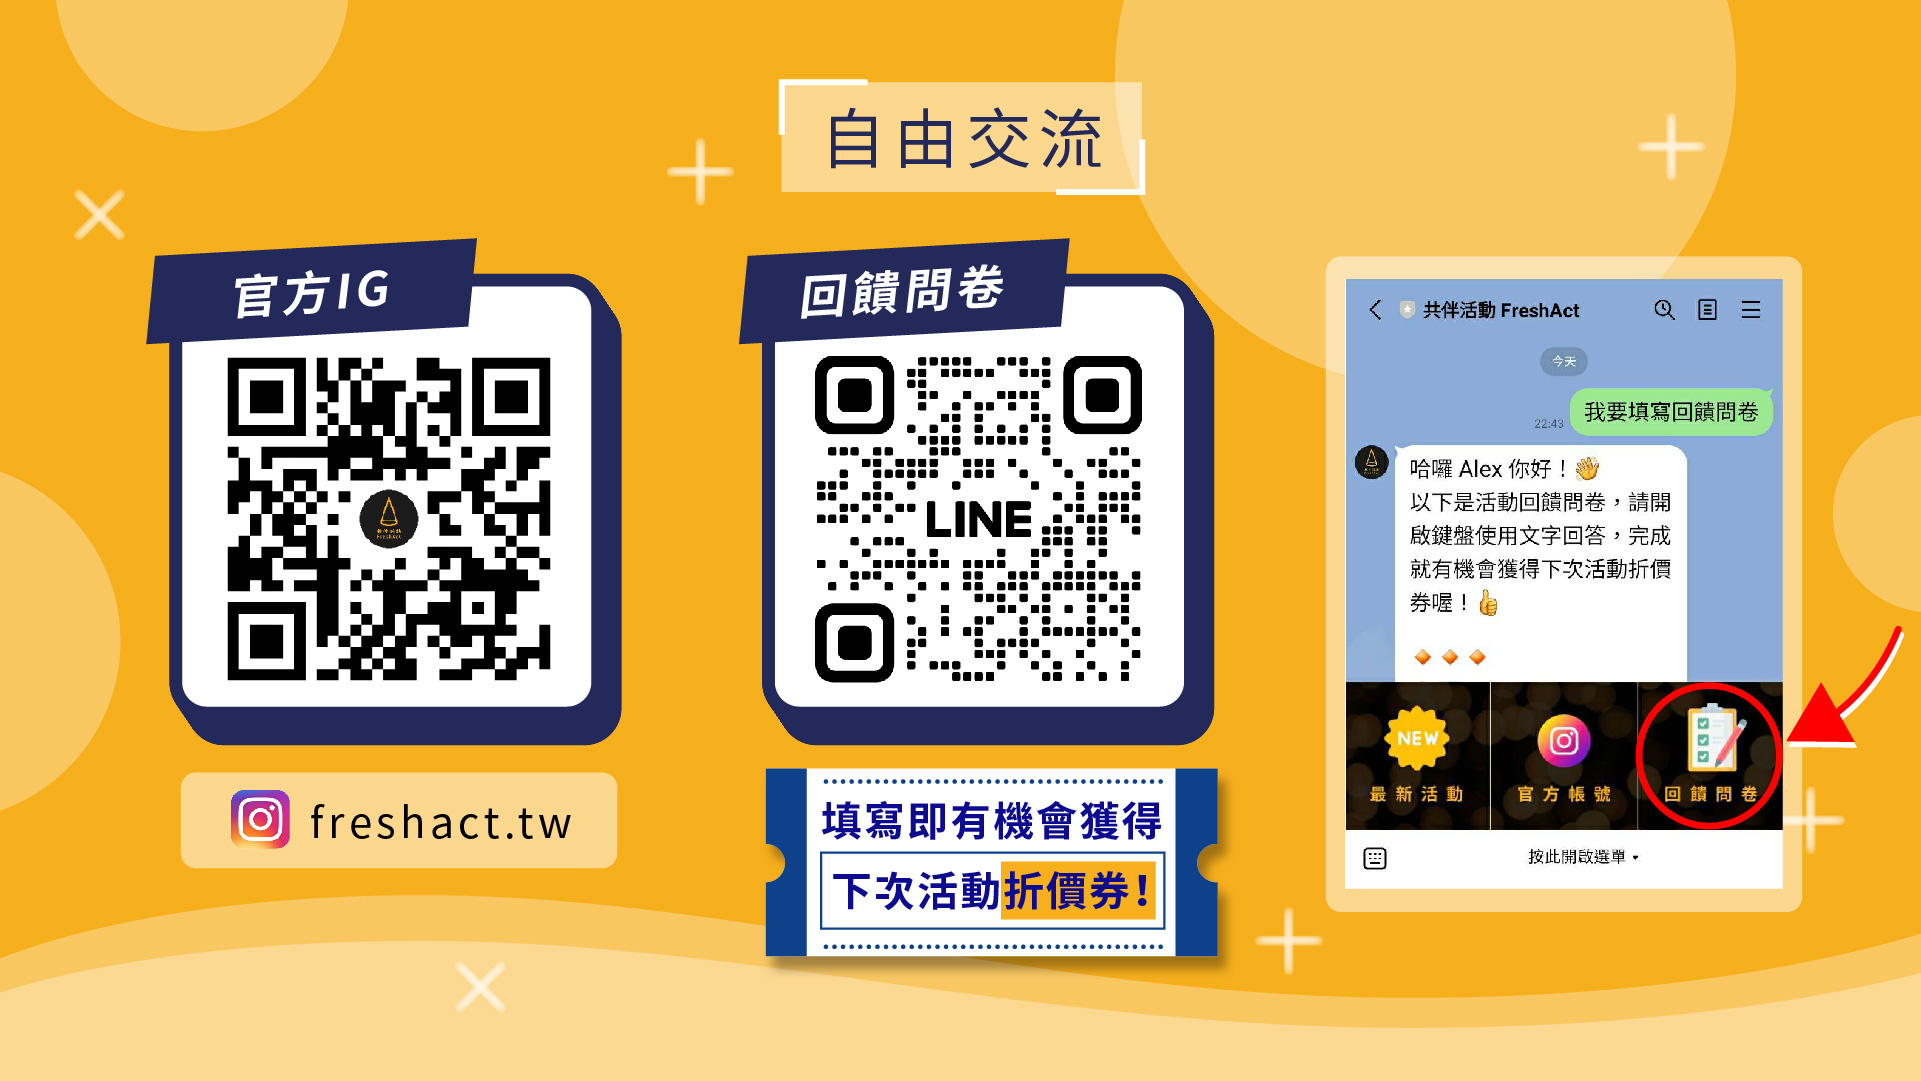 自由交流
官方IG
共伴活動
FreshAct
freshact.tw
回饋問卷
LINE
填寫即有機會獲得
下次活動折價券!
共伴活動 FreshAct
今天
我要填寫回饋問卷
22:43
哈囉 Alex 你好！👋
以下是活動回饋問卷，請開
啟鍵盤使用文字回答，完成
就有機會獲得下次活動折價
券喔！👍
🔸🔸🔸
NEW
最新活動
官方帳號
回饋問卷
按此開啟選單